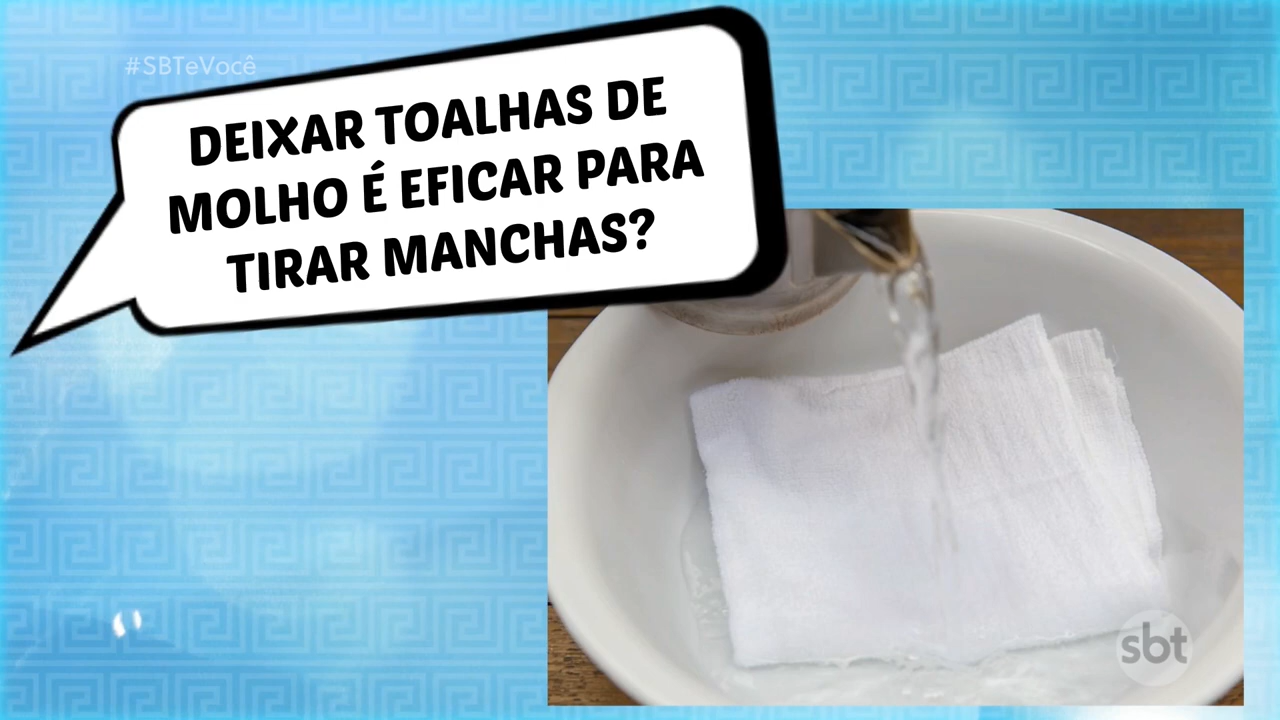 #SBTeVocê
DEIXAR TOALHAS DE
MOLHO É EFICAR PARA
TIRAR MANCHAS?
sbt